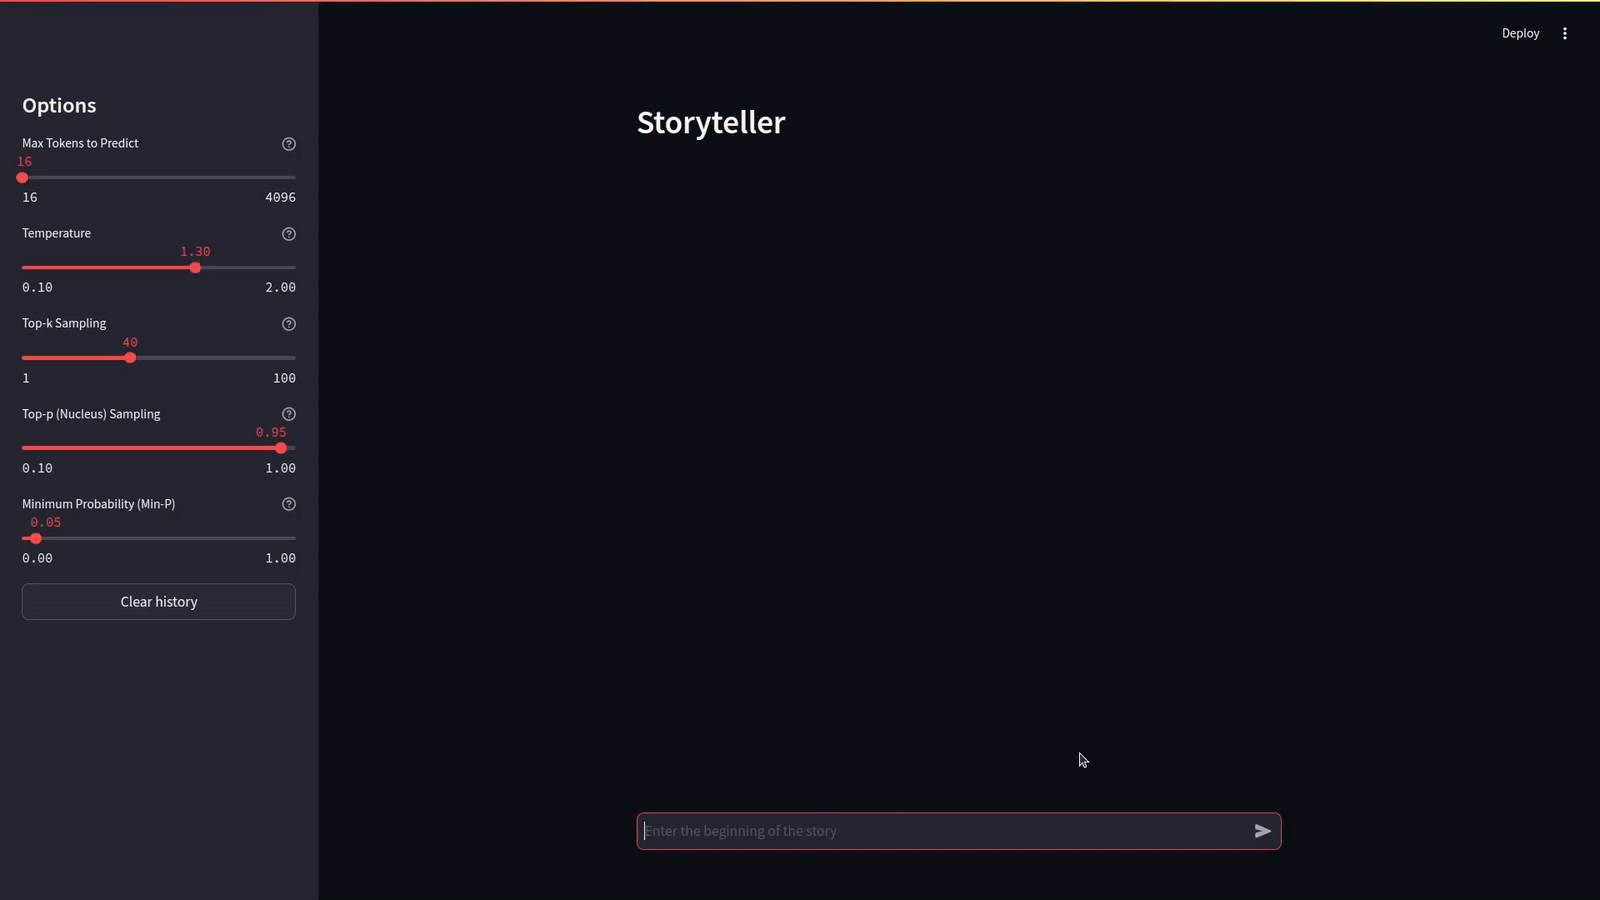 Deploy
Options
Storyteller
Max Tokens to Predict
16
16 4096
Temperature
1.30
0.10 2.00
Top-k Sampling
40
1 100
Top-p (Nucleus) Sampling
0.95
0.10 1.00
Minimum Probability (Min-P)
0.05
0.00 1.00
Clear history
Enter the beginning of the story